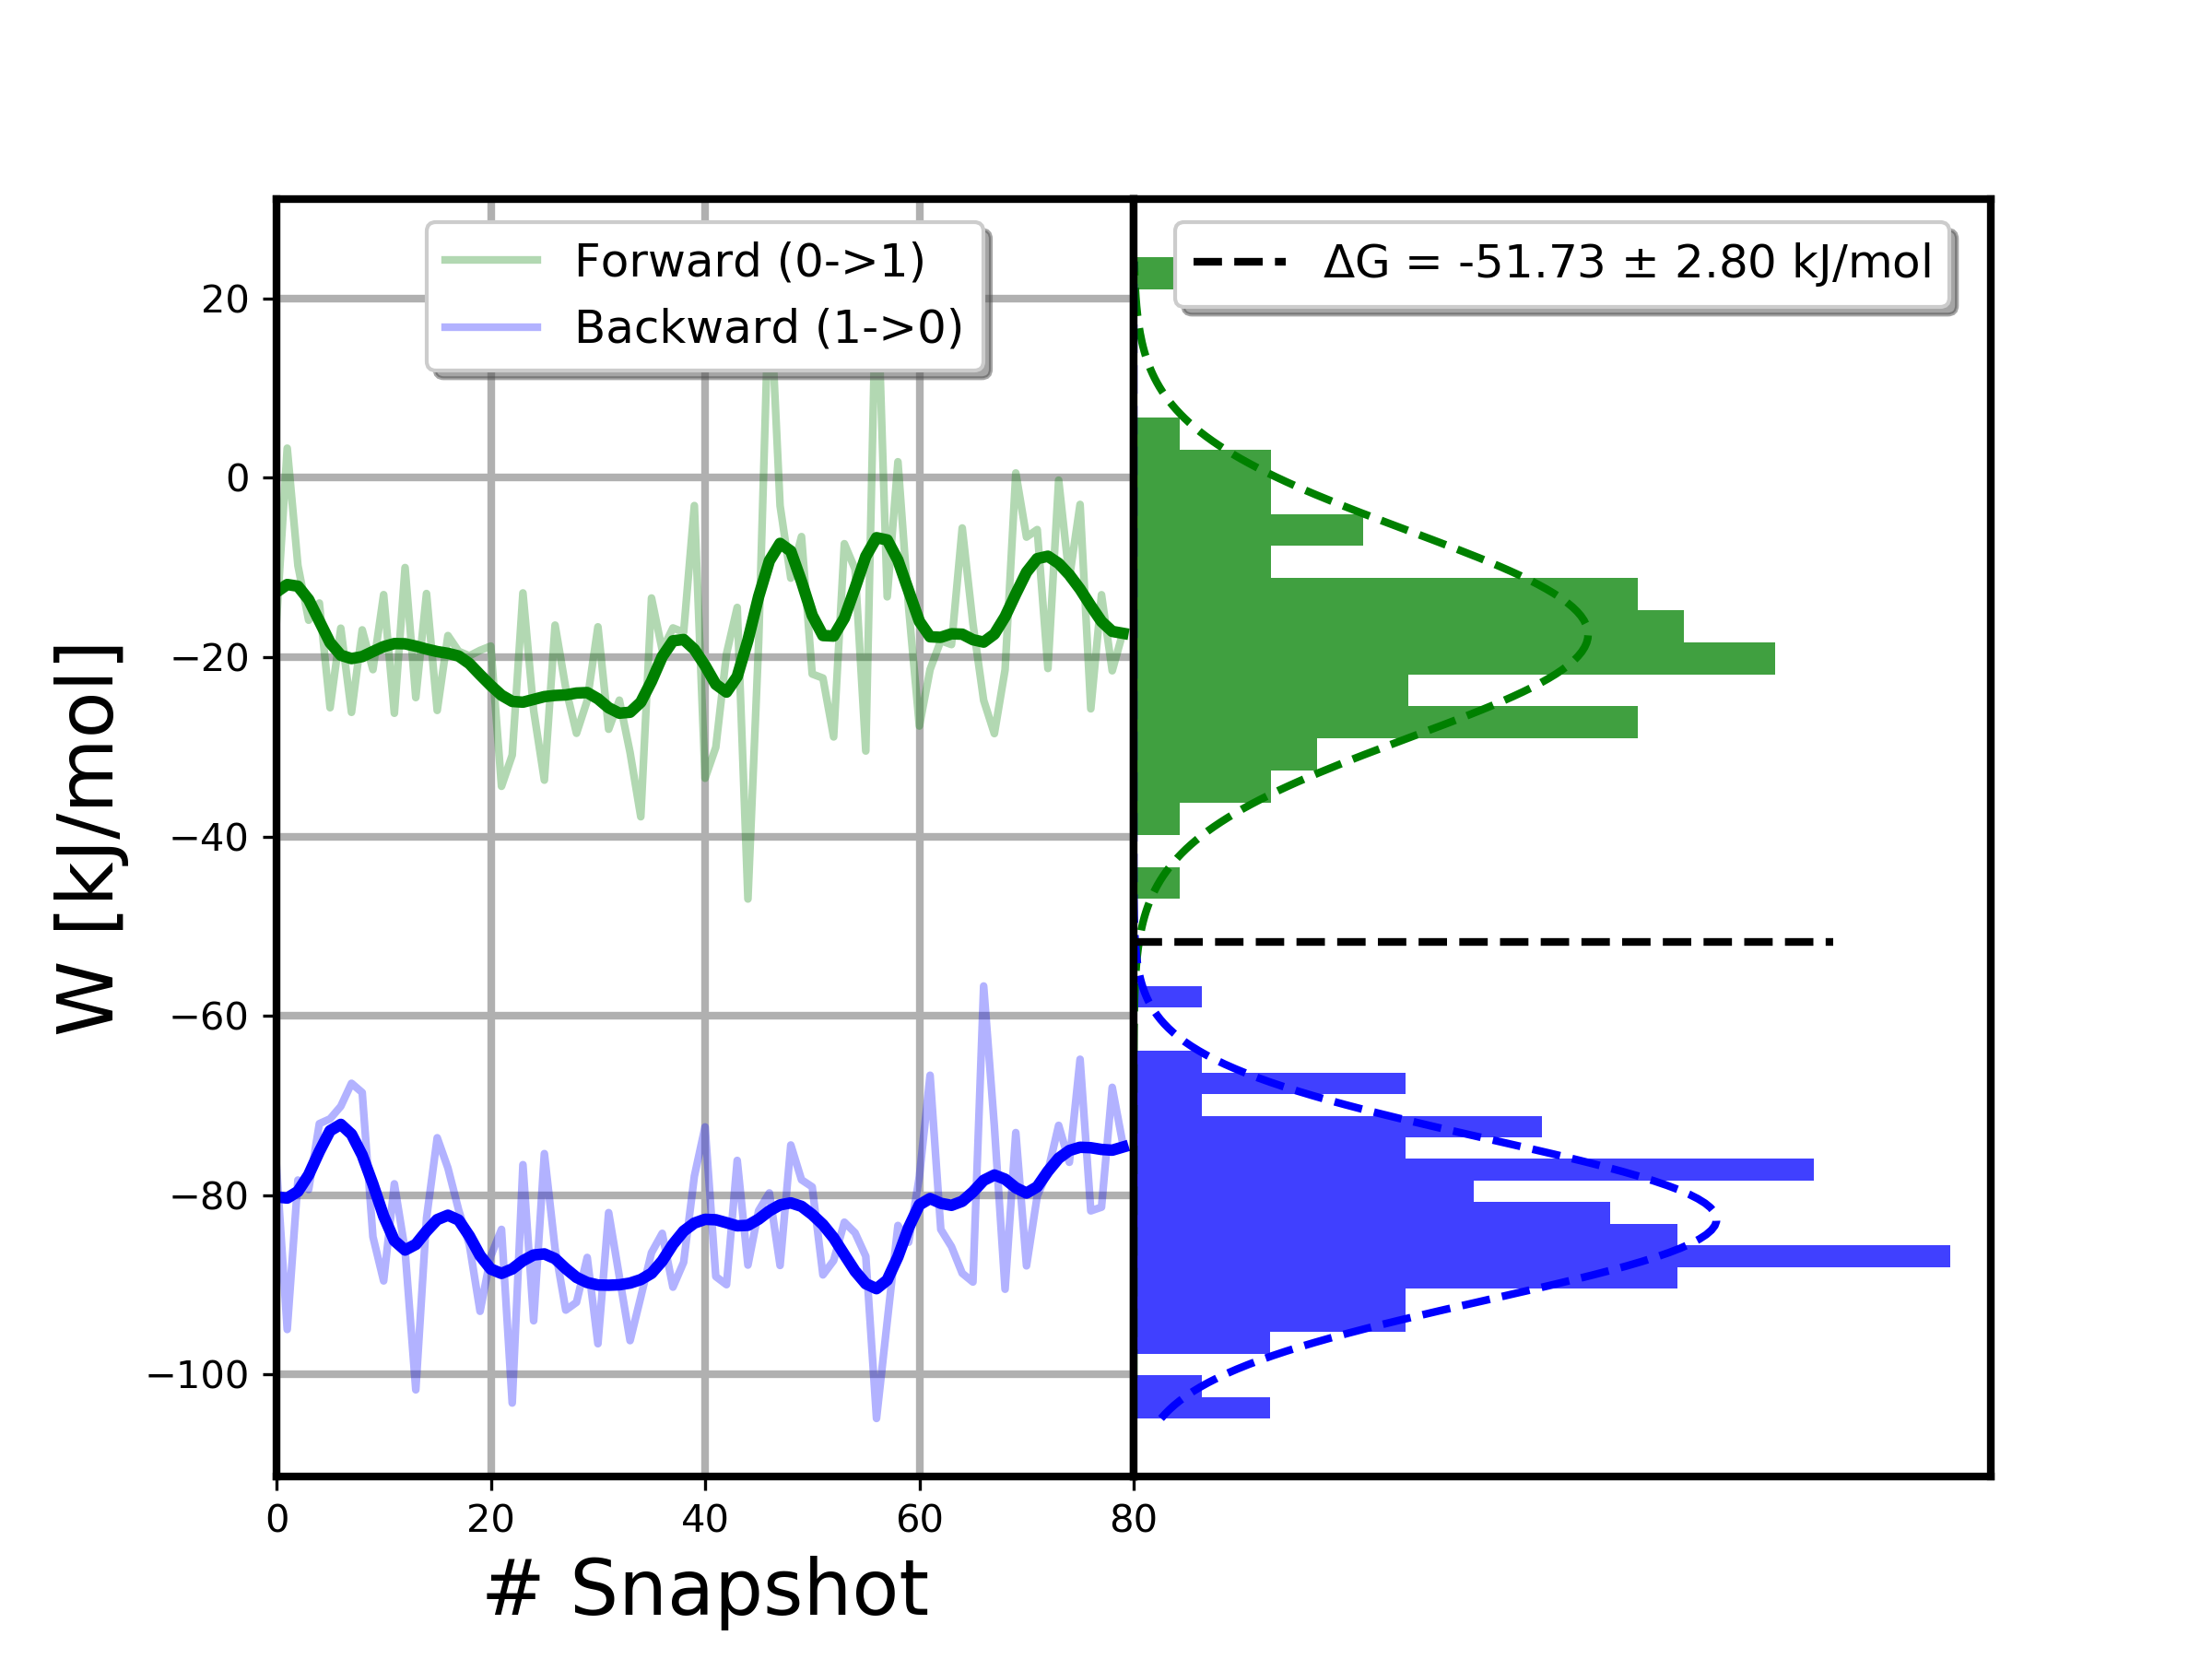 Forward (0->1)
Backward (1->0)
ΔG = -51.73 ± 2.80 kJ/mol
W [kJ/mol]
20
0
−20
−40
−60
−80
−100
0 20 40 60 80
# Snapshot